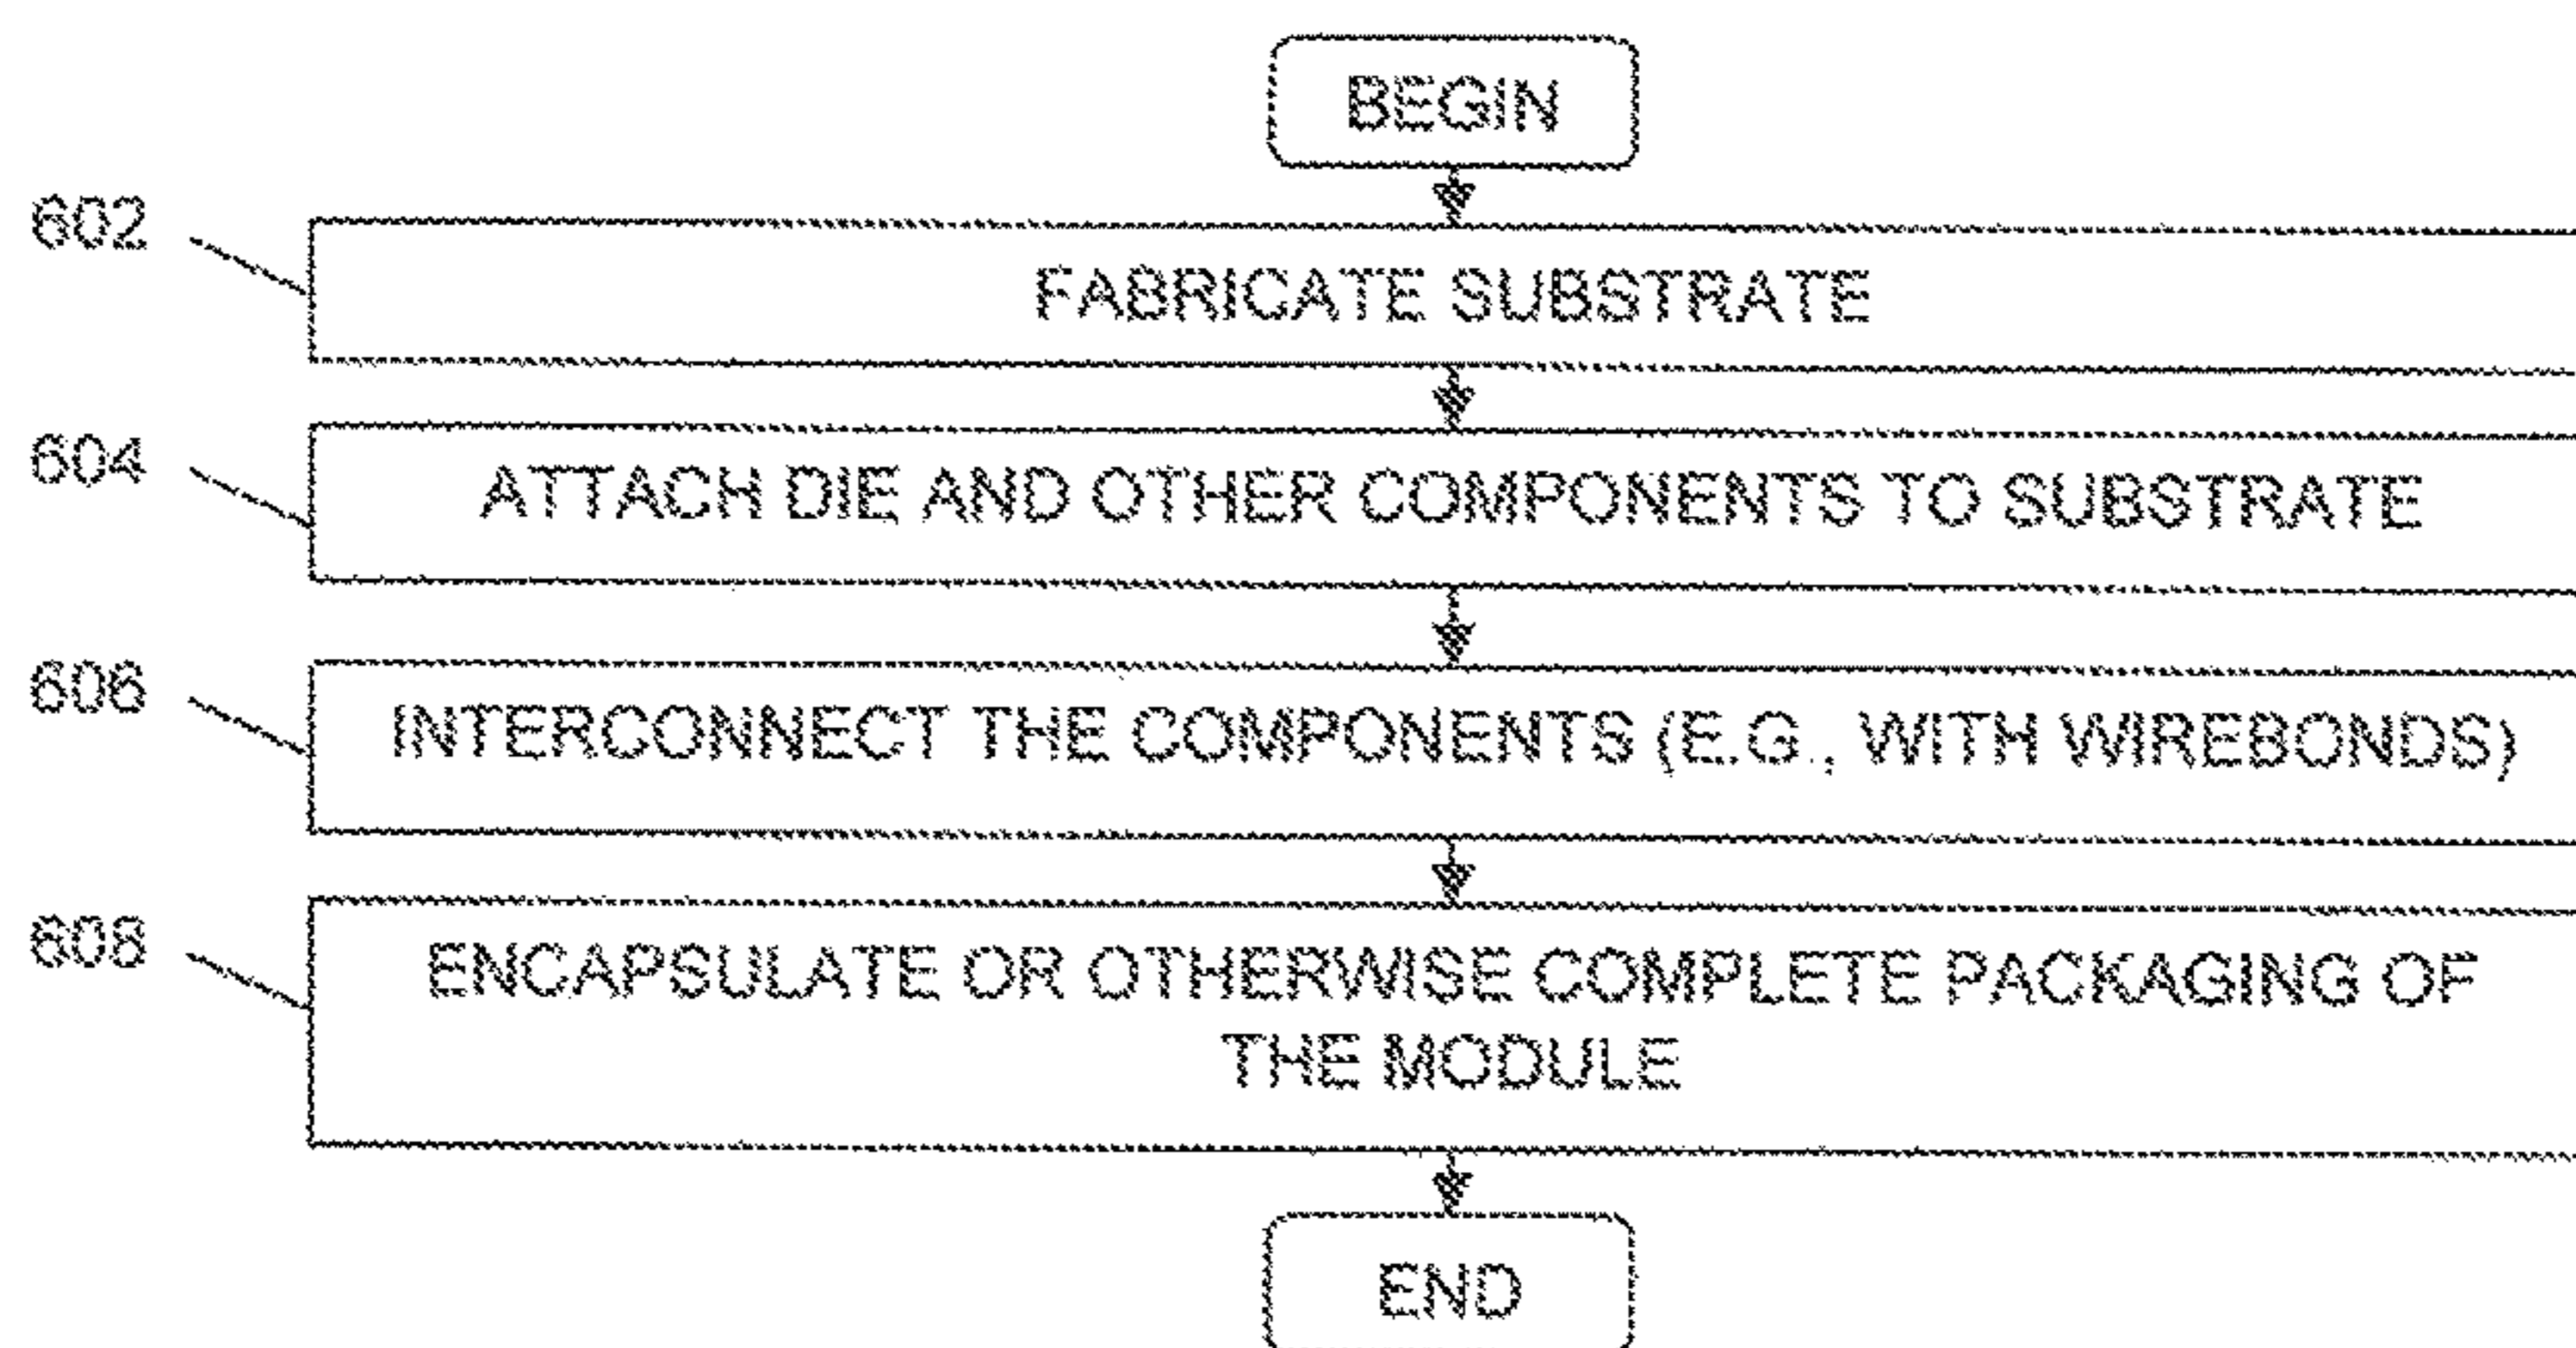 BEGIN
602
FABRICATE SUBSTRATE
604
ATTACH DIE AND OTHER COMPONENTS TO SUBSTRATE
606
INTERCONNECT THE COMPONENTS (E.G., WITH WIREBONDS)
608
ENCAPSULATE OR OTHERWISE COMPLETE PACKAGING OF
THE MODULE
END